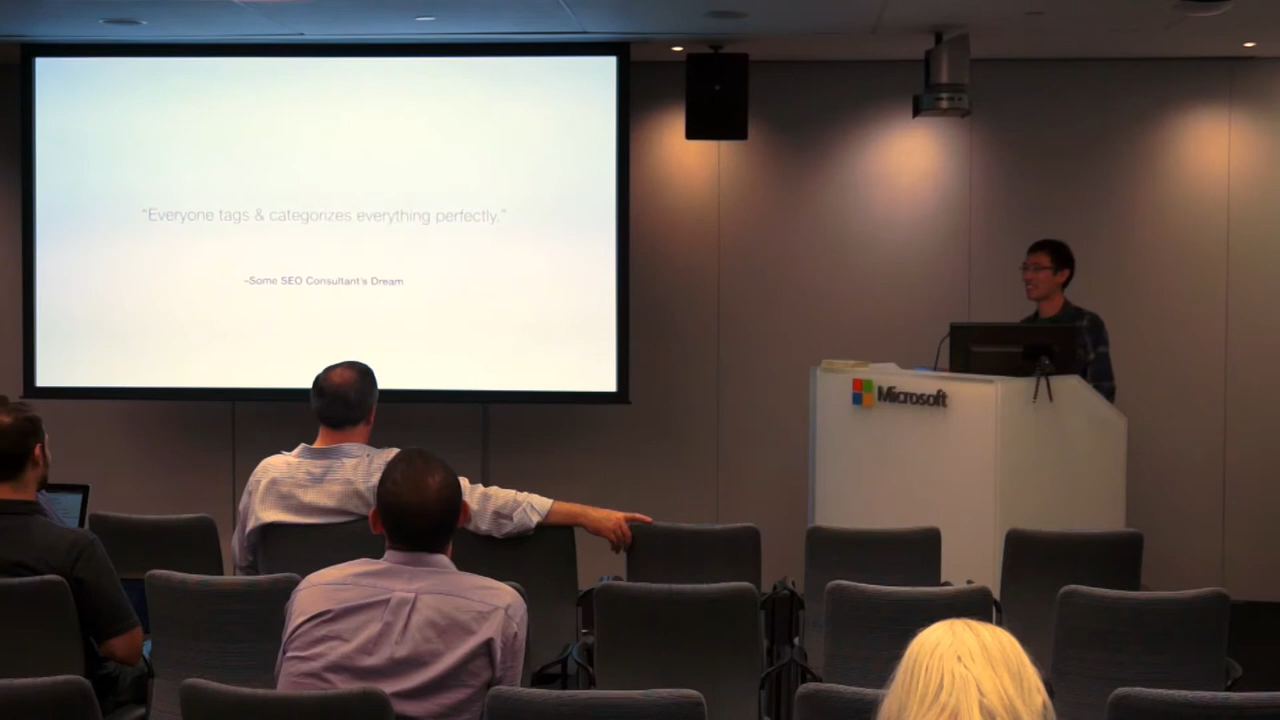 "Everyone tags & categorizes everything perfectly."
–Some SEO Consultant's Dream
Microsoft